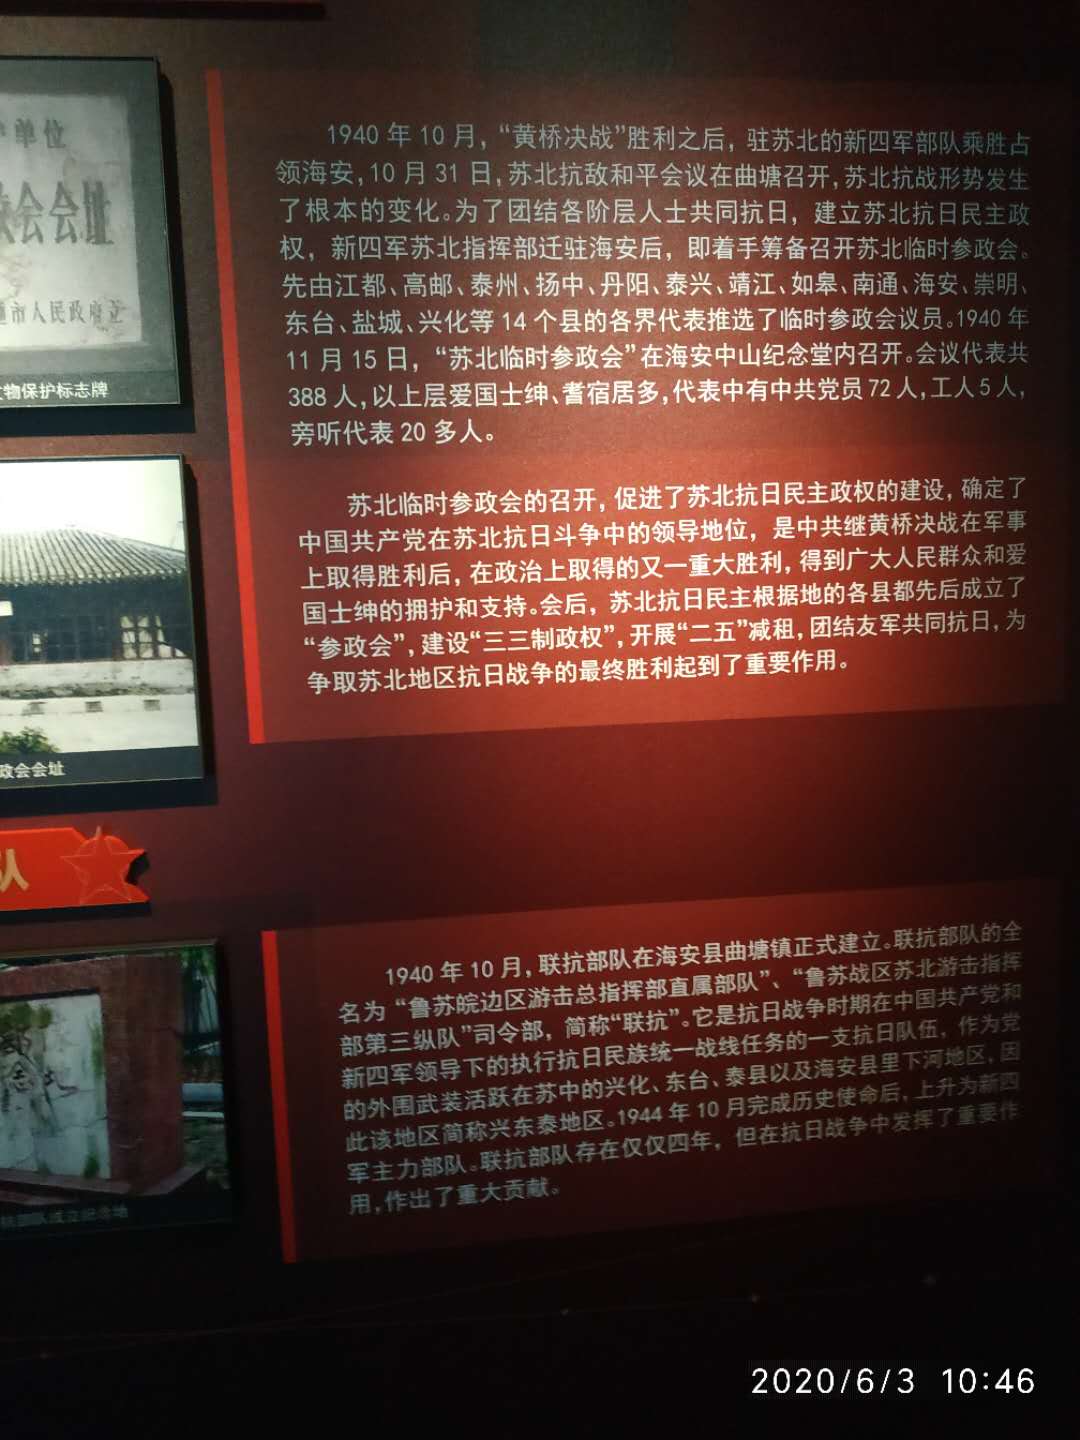 单位
会会址
市人民政府立
物保护标志牌
1940 年 10 月，“黄桥决战”胜利之后，驻苏北的新四军部队乘胜占
领海安，10 月 31 日，苏北抗敌和平会议在曲塘召开，苏北抗战形势发生
了根本的变化。为了团结各阶层人士共同抗日，建立苏北抗日民主政
权，新四军苏北指挥部迁驻海安后，即着手筹备召开苏北临时参政会。
先由江都、高邮、泰州、扬中、丹阳、泰兴、靖江、如皋、南通、海安、崇明、
东台、盐城、兴化等 14 个县的各界代表推选了临时参政会议员。1940 年
11 月 15 日，“苏北临时参政会”在海安中山纪念堂内召开。会议代表共
388 人，以上层爱国士绅、耆宿居多，代表中有中共党员 72 人，工人 5 人，
旁听代表 20 多人。
苏北临时参政会的召开，促进了苏北抗日民主政权的建设，确定了
中国共产党在苏北抗日斗争中的领导地位，是中共继黄桥决战在军事
上取得胜利后，在政治上取得的又一重大胜利，得到广大人民群众和爱
国士绅的拥护和支持。会后，苏北抗日民主根据地的各县都先后成立了
“参政会”，建设“三三制政权”，开展“二五”减租，团结友军共同抗日，为
争取苏北地区抗日战争的最终胜利起到了重要作用。
政会会址
队
1940 年 10 月，联抗部队在海安县曲塘镇正式建立。联抗部队的全
名为“鲁苏皖边区游击总指挥部直属部队”、“鲁苏战区苏北游击指挥
部第三纵队”司令部，简称“联抗”。它是抗日战争时期在中国共产党和
新四军领导下的执行抗日民族统一战线任务的一支抗日队伍，作为党
的外围武装活跃在苏中的兴化、东台、泰县以及海安县里下河地区，因
此该地区简称兴东泰地区。1944 年 10 月完成历史使命后，上升为新四
军主力部队。联抗部队存在仅仅四年，但在抗日战争中发挥了重要作
用，作出了重大贡献。
部队成立纪念地
2020/6/3 10:46